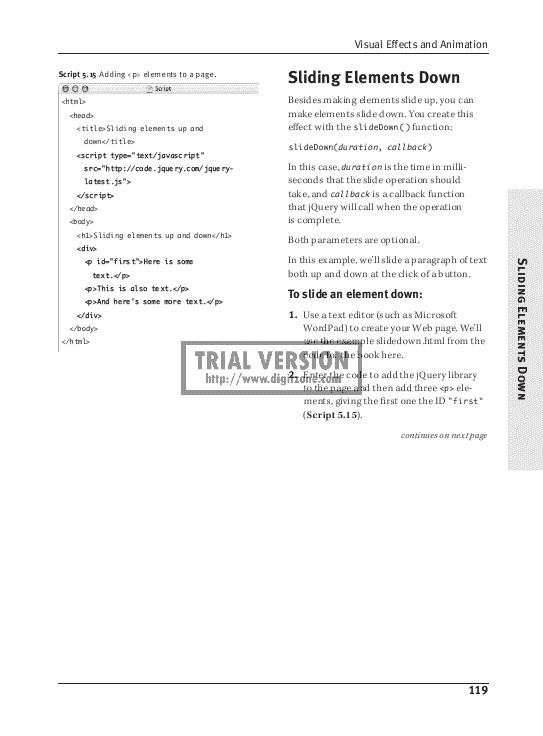 Visual Effects and Animation
Script 5.15 Adding <p> elements to a page.
Script
<html>
<head>
<title>Sliding elements up and
down</title>
<script type="text/javascript"
src="http://code.jquery.com/jquery-
latest.js">
</script>
</head>
<body>
<h1>Sliding elements up and down</h1>
<div>
<p id="first">Here is some
text.</p>
<p>This is also text.</p>
<p>And here's some more text.</p>
</div>
</body>
</html>
Sliding Elements Down
Besides making elements slide up, you can
make elements slide down. You create this
effect with the slideDown() function:
slideDown(duration, callback)
In this case, duration is the time in milli-
seconds that the slide operation should
take, and callback is a callback function
that jQuery will call when the operation
is complete.
Both parameters are optional.
In this example, we'll slide a paragraph of text
both up and down at the click of a button.
To slide an element down:
1. Use a text editor (such as Microsoft
WordPad) to create your Web page. We'll
use the example slidedown.html from the
code for the book here.
2. Enter the code to add the jQuery library
to the page and then add three <p> ele-
ments, giving the first one the ID "first"
(Script 5.15).
continues on next page
TRIAL VERSION
http://www.digitzone.com
Sliding Elements Down
119